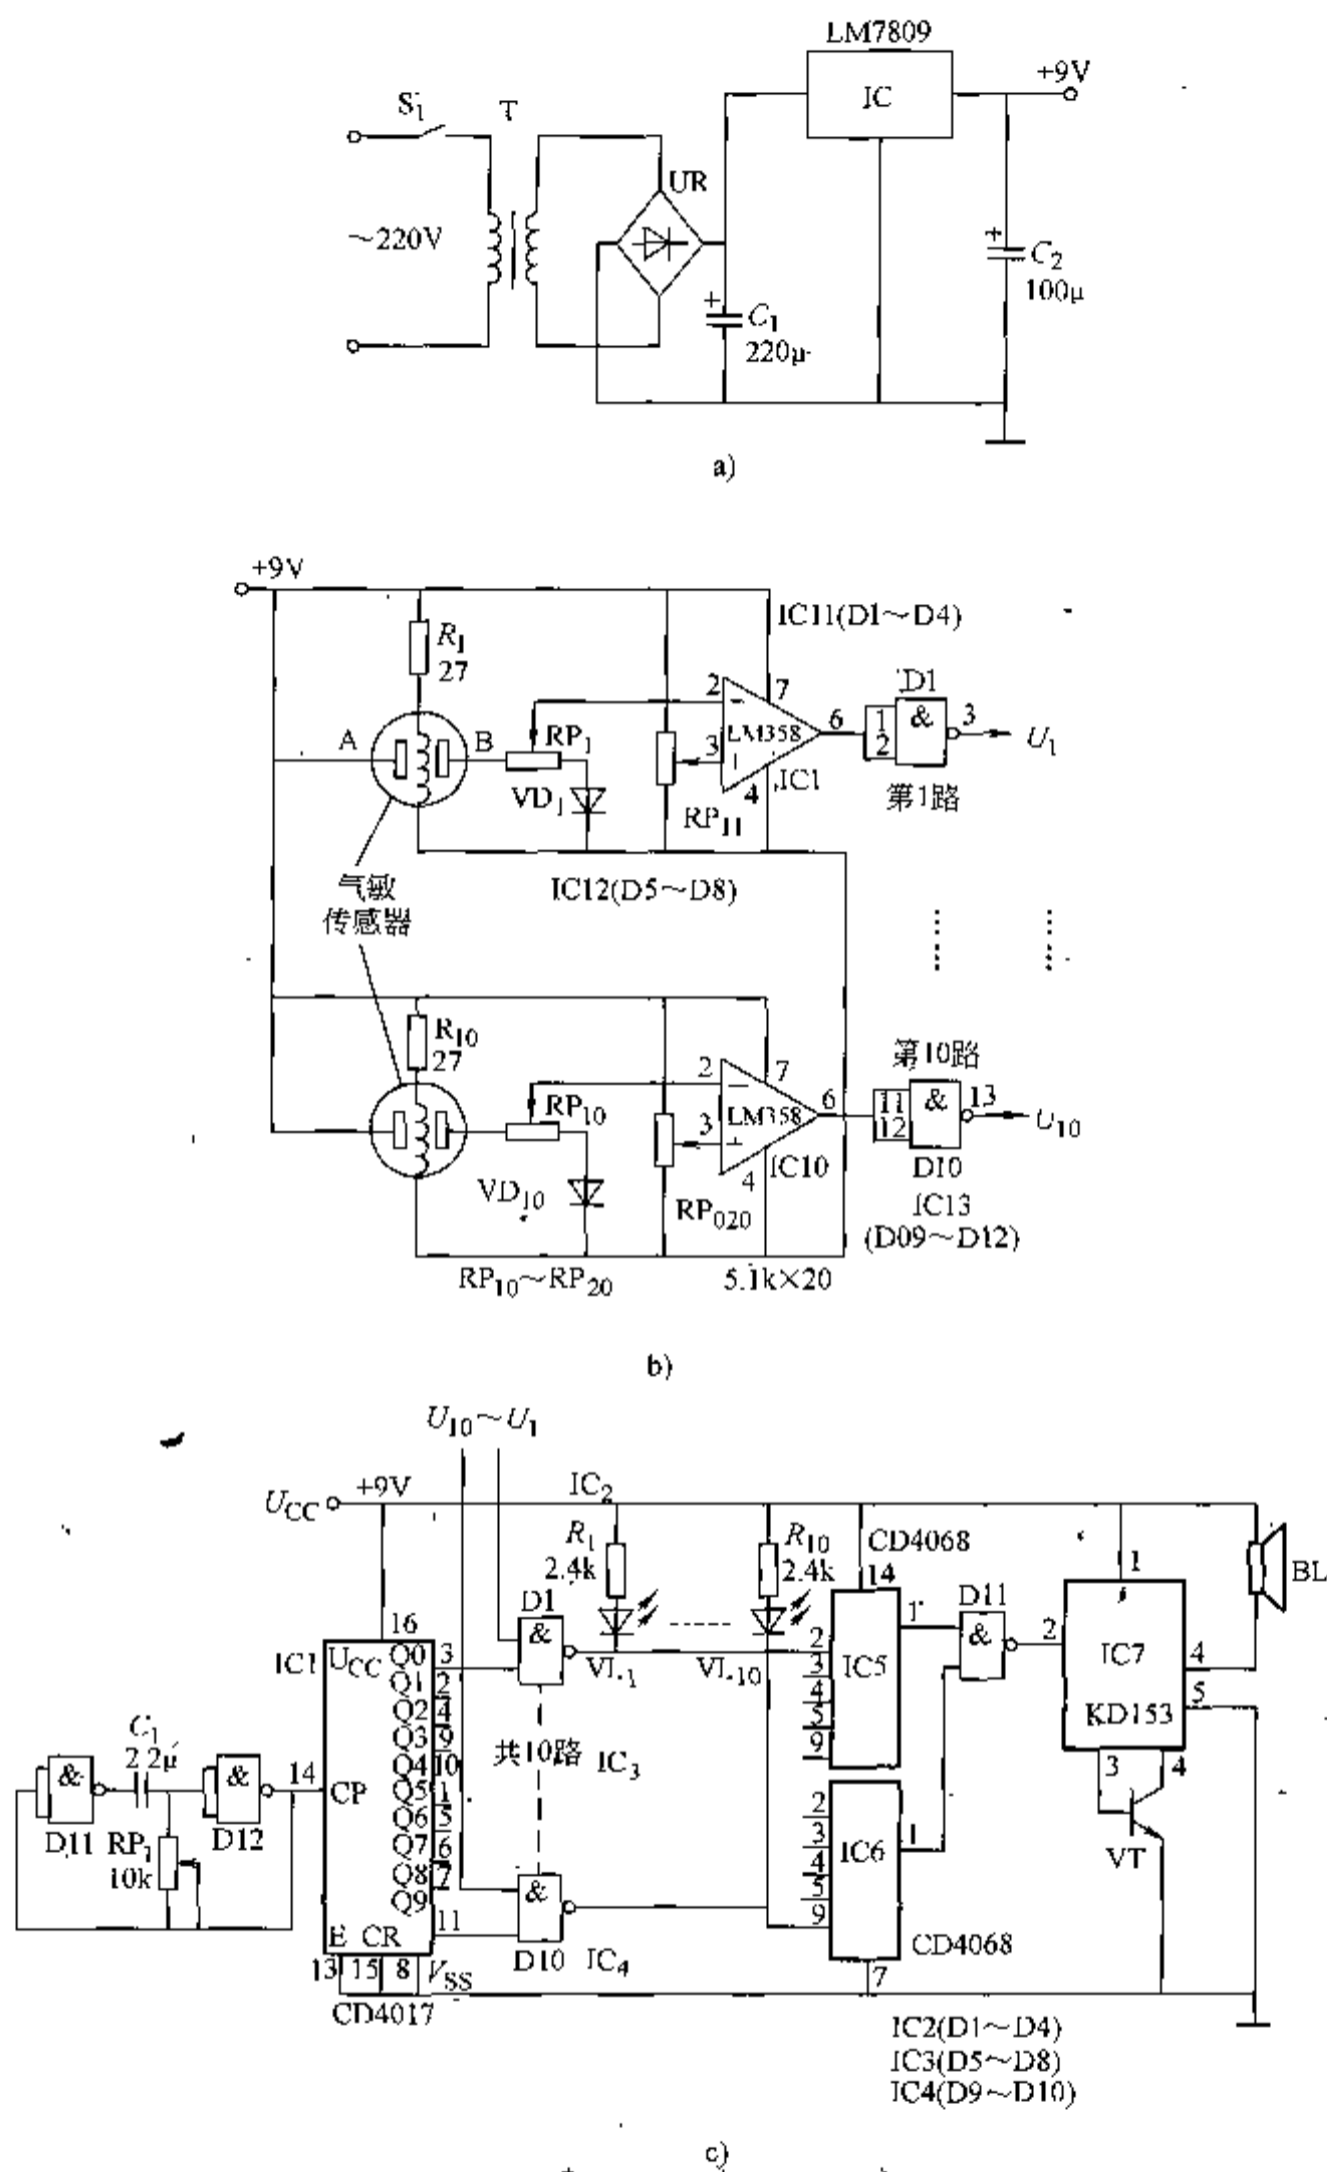 LM7809
+9V
S1 T IC
UR
～220V
+ C2
100μ
+ C1
220μ
a)
+9V
IC11(D1～D4)
R1
27
D1
2 7
A B RP1 − 6 1 & 3 U1
3 LM358 2
+
VD1 4 IC1
RP11 第1路
IC12(D5～D8)
气敏
传感器
R10
27
第10路
2 7
− 6 11 & 13
RP10 LM358 12 U10
3 +
D10
4 IC10
VD10 IC13
RP020 (D09～D12)
RP10～RP20 5.1k×20
b)
U10～U1
UCC +9V IC2
R1 R10 CD4068
2.4k 2.4k 14
D1 D11 1 BL
16 & 1 &
IC1 UCC Q0 3 2 2 IC7 4
Q1 2 VL1 VL10 3 IC5
Q2 4 4 5
Q3 9 5 KD153
C1 共10路 9
2.2μ Q4 10 IC3 3 4
& & 14 CP Q5 1
D11 D12 Q6 5 2
RP1 Q7 6 3 IC6 1
10k Q8 7 4 VT
Q9 & 5
E CR 11 9
D10 IC4 CD4068
13 15 8 VSS 7
CD4017
IC2(D1～D4)
IC3(D5～D8)
IC4(D9～D10)
c)